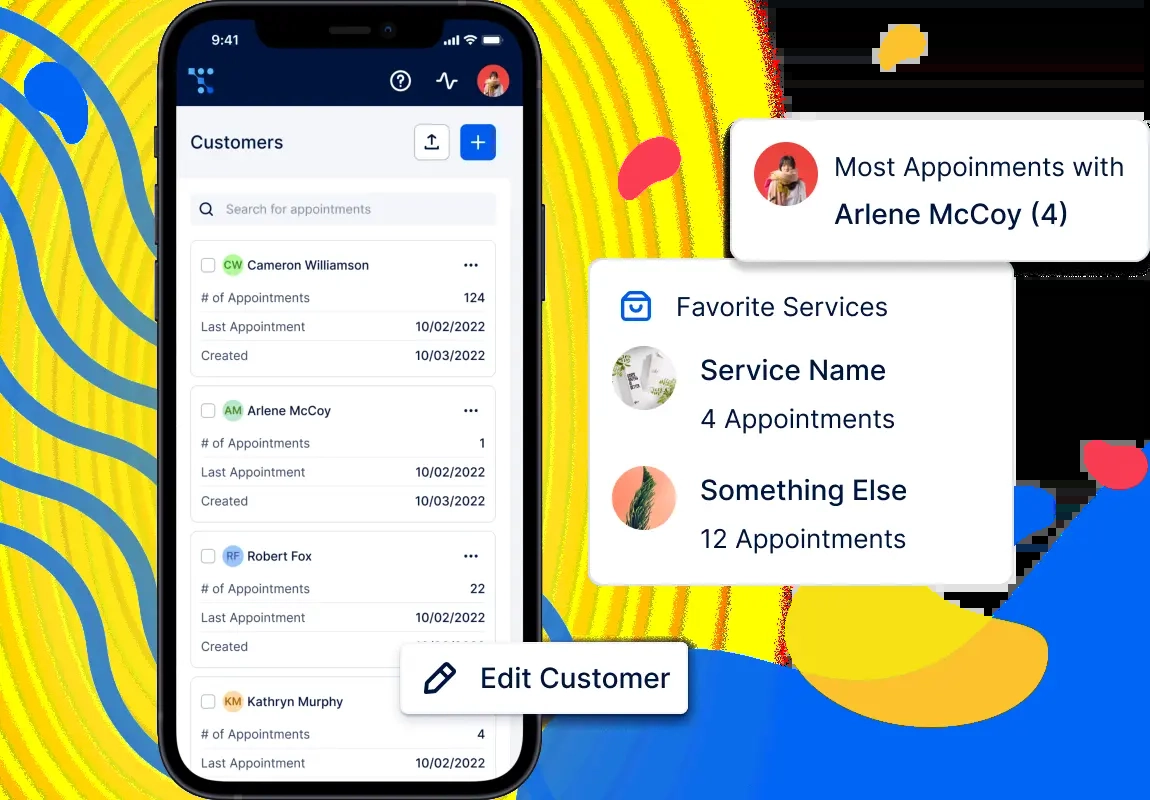 9:41
Customers
Search for appointments
CW Cameron Williamson
# of Appointments 124
Last Appointment 10/02/2022
Created 10/03/2022
AM Arlene McCoy
# of Appointments 1
Last Appointment 10/02/2022
Created 10/03/2022
RF Robert Fox
# of Appointments 22
Last Appointment 10/02/2022
Created
KM Kathryn Murphy
# of Appointments 4
Last Appointment 10/02/2022
Edit Customer
Most Appoinments with
Arlene McCoy (4)
Favorite Services
Service Name
4 Appointments
Something Else
12 Appointments